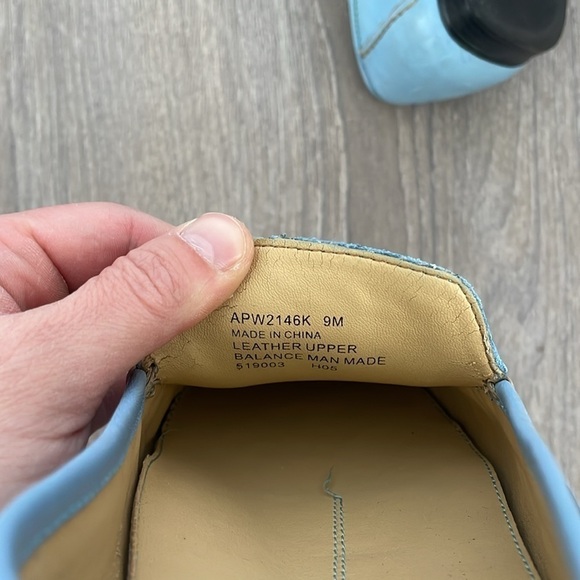 APW2146K 9M
MADE IN CHINA
LEATHER UPPER
BALANCE MAN MADE
519003 H05